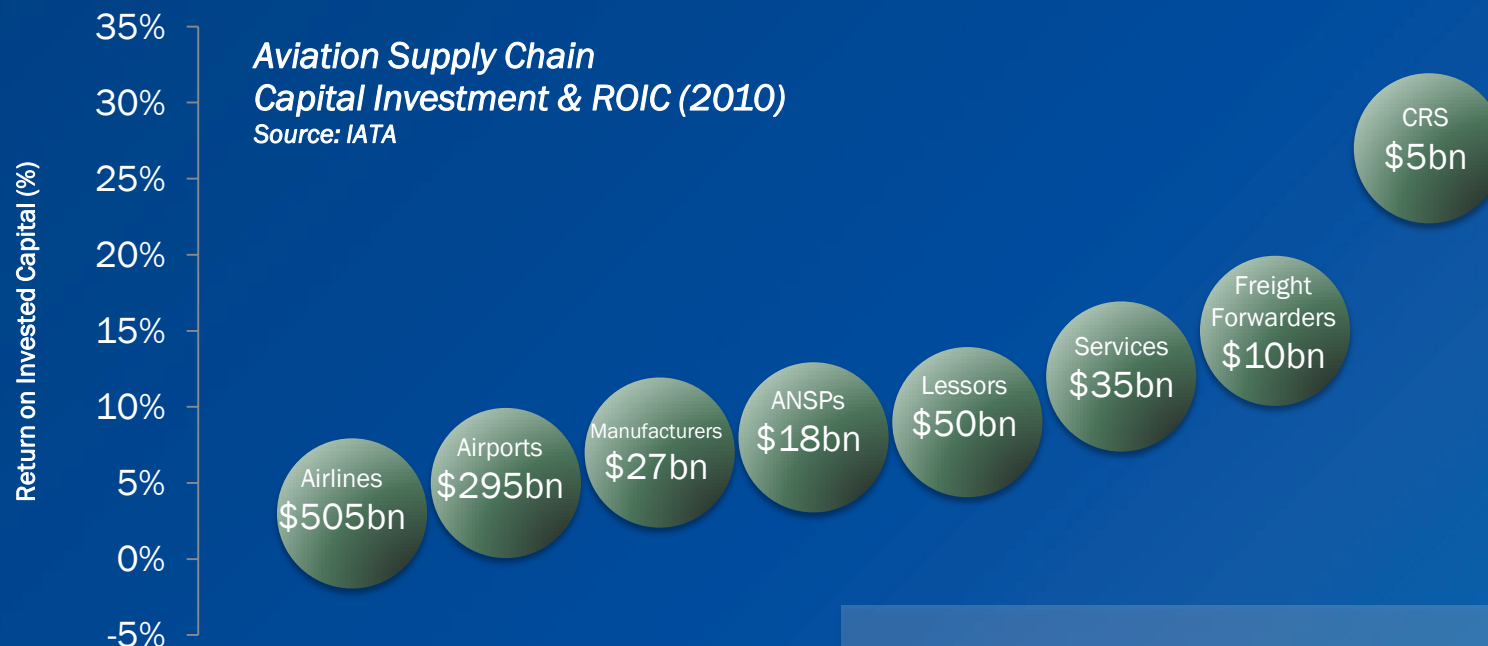 35%
Aviation Supply Chain
Capital Investment & ROIC (2010)
Source: IATA
30%
25%
20%
15%
10%
5%
0%
-5%
Return on Invested Capital (%)
Airlines
$505bn
Airports
$295bn
Manufacturers
$27bn
ANSPs
$18bn
Lessors
$50bn
Services
$35bn
Freight
Forwarders
$10bn
CRS
$5bn